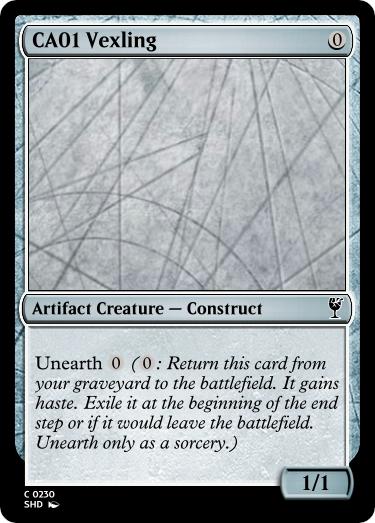 CA01 Vexling 0
Artifact Creature — Construct
Unearth 0 (0: Return this card from
your graveyard to the battlefield. It gains
haste. Exile it at the beginning of the end
step or if it would leave the battlefield.
Unearth only as a sorcery.)
1/1
C 0230
SHD